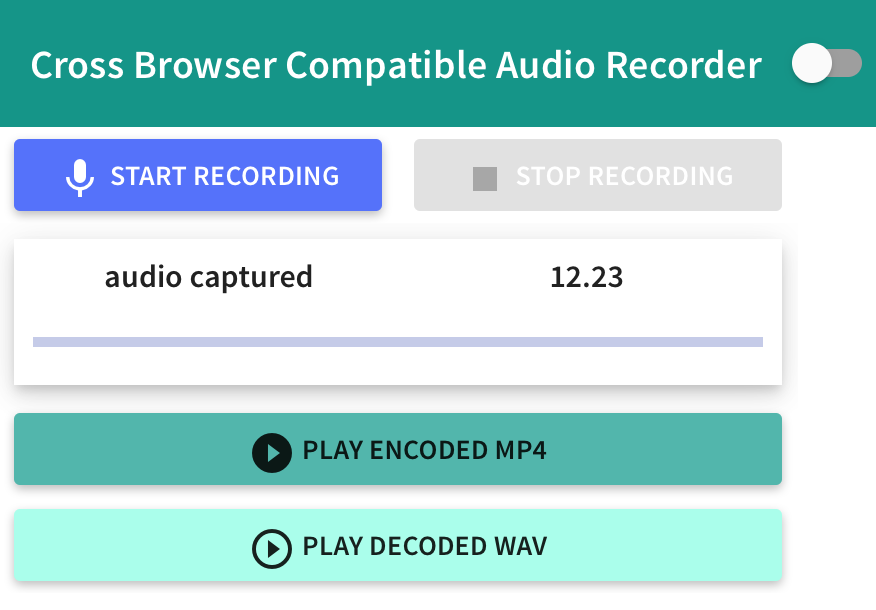 Cross Browser Compatible Audio Recorder
START RECORDING
STOP RECORDING
audio captured
12.23
PLAY ENCODED MP4
PLAY DECODED WAV